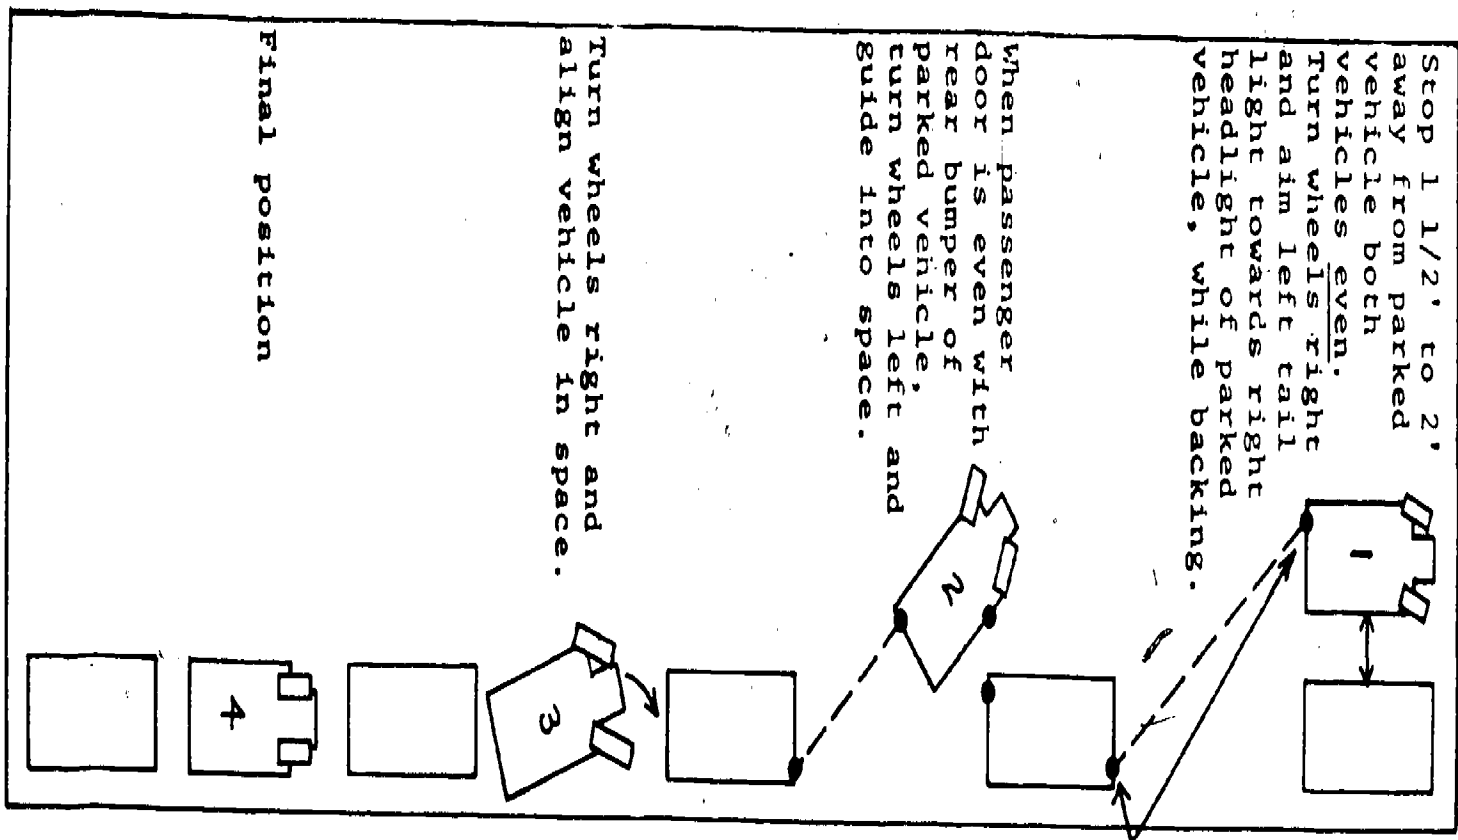 Stop 1 1/2' to 2'
away from parked
vehicle both
vehicles even.
Turn wheels right
and aim left tail
light towards right
headlight of parked
vehicle, while backing.
1
When passenger
door is even with
rear bumper of
parked vehicle,
turn wheels left and
guide into space.
2
Turn wheels right and
align vehicle in space.
3
Final position
4